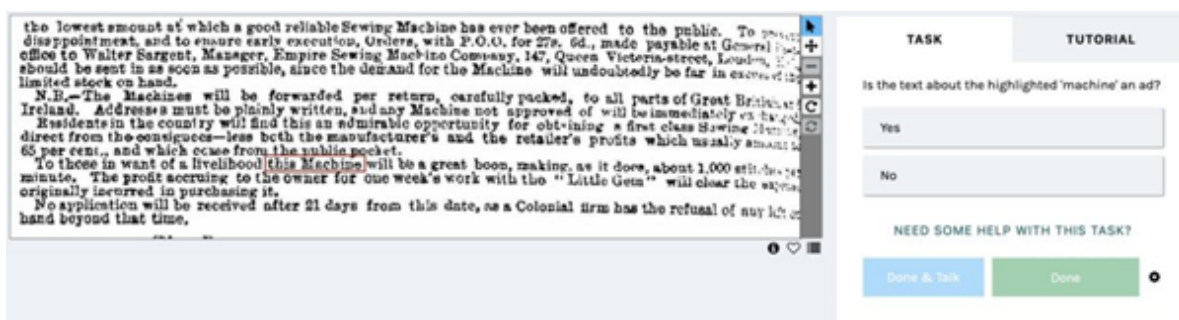 the lowest amount at which a good reliable Sewing Machine has ever been offered to the public. To
disappointment, and to ensure early execution, Orders, with P.O.O. for 27s. 6d., made payable at General
office to Walter Sargent, Manager, Empire Sewing Machine Company, 147, Queen Victoria-street, London,
should be sent in as soon as possible, since the demand for the Machine will undoubtedly be far in excess of the
limited stock on hand.
N.B.—The Machines will be forwarded per return, carefully packed, to all parts of Great Britain
Ireland. Addresses must be plainly written, and any Machine not approved of will be immediately
Residents in the country will find this an admirable opportunity for obtaining a first class Sewing
direct from the consignees—less both the manufacturer's and the retailer's profits which usually
65 per cent., and which come from the public pocket.
To those in want of a livelihood this Machine will be a great boon, making, as it does, about 1,000
minute. The profit accruing to the owner for one week's work with the "Little Gem" will clear the
originally incurred in purchasing it.
No application will be received after 21 days from this date, as a Colonial firm has the refusal of any
hand beyond that time.
TASK
TUTORIAL
Is the text about the highlighted 'machine' an ad?
Yes
No
NEED SOME HELP WITH THIS TASK?
Done & Talk
Done